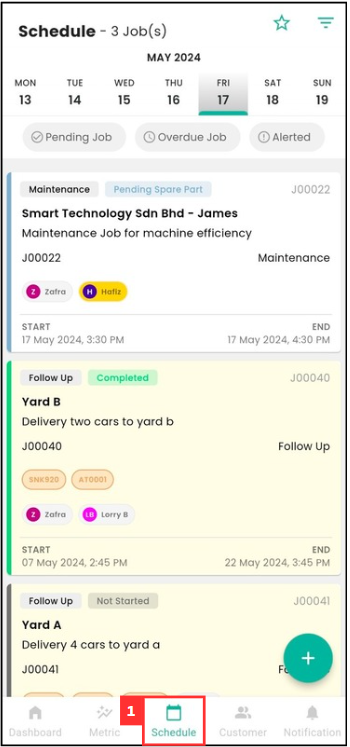 Schedule - 3 Job(s)
MAY 2024
MON TUE WED THU FRI SAT SUN
13 14 15 16 17 18 19
Pending Job Overdue Job Alerted
Maintenance Pending Spare Part J00022
Smart Technology Sdn Bhd - James
Maintenance Job for machine efficiency
J00022 Maintenance
Z Zafra H Hafiz
START END
17 May 2024, 3:30 PM 17 May 2024, 4:30 PM
Follow Up Completed J00040
Yard B
Delivery two cars to yard b
J00040 Follow Up
SNK920 AT0001
Z Zafra LB Lorry B
START END
07 May 2024, 2:45 PM 22 May 2024, 3:45 PM
Follow Up Not Started J00041
Yard A
Delivery 4 cars to yard a
J00041
1
Dashboard Metric Schedule Customer Notification